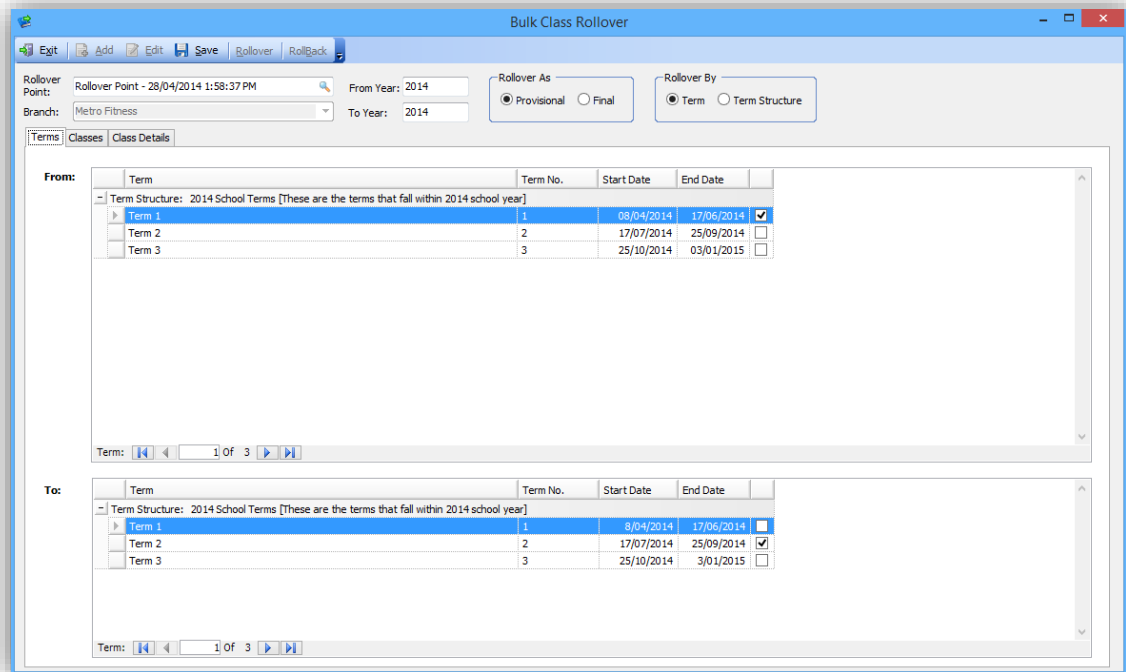 Bulk Class Rollover
Exit Add Edit Save Rollover RollBack
Rollover Point: Rollover Point - 28/04/2014 1:58:37 PM From Year: 2014 Rollover As Provisional Final Rollover By Term Term Structure
Branch: Metro Fitness To Year: 2014
Terms Classes Class Details
From: Term Term No. Start Date End Date
Term Structure: 2014 School Terms [These are the terms that fall within 2014 school year]
Term 1 1 08/04/2014 17/06/2014
Term 2 2 17/07/2014 25/09/2014
Term 3 3 25/10/2014 03/01/2015
Term: 1 Of 3
To: Term Term No. Start Date End Date
Term Structure: 2014 School Terms [These are the terms that fall within 2014 school year]
Term 1 1 8/04/2014 17/06/2014
Term 2 2 17/07/2014 25/09/2014
Term 3 3 25/10/2014 3/01/2015
Term: 1 Of 3